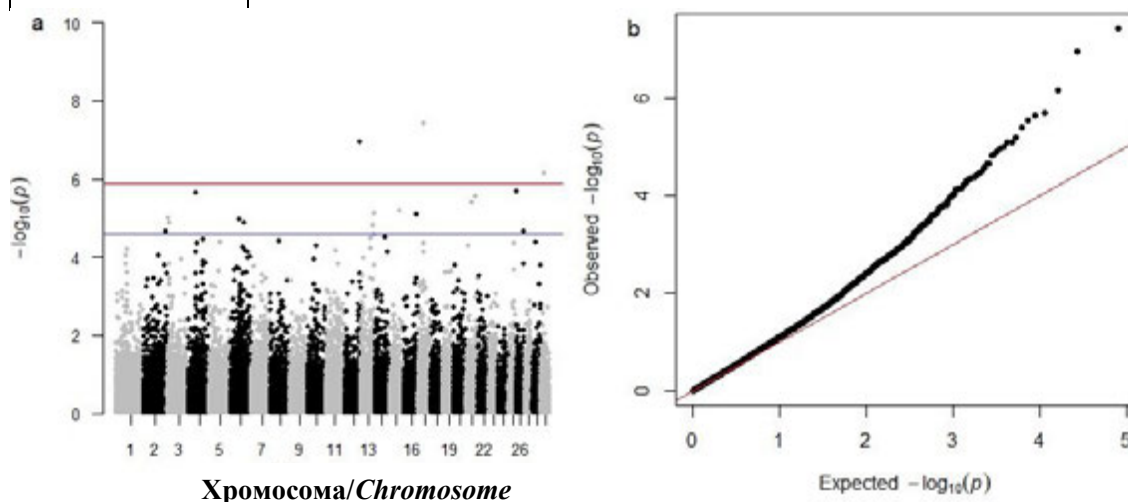 a
10
8
6
4
2
0
−log10(p)
1 2 3 5 7 9 11 13 16 19 22 26
Хромосома/Chromosome
b
6
4
2
0
Observed −log10(p)
0 1 2 3 4 5
Expected −log10(p)